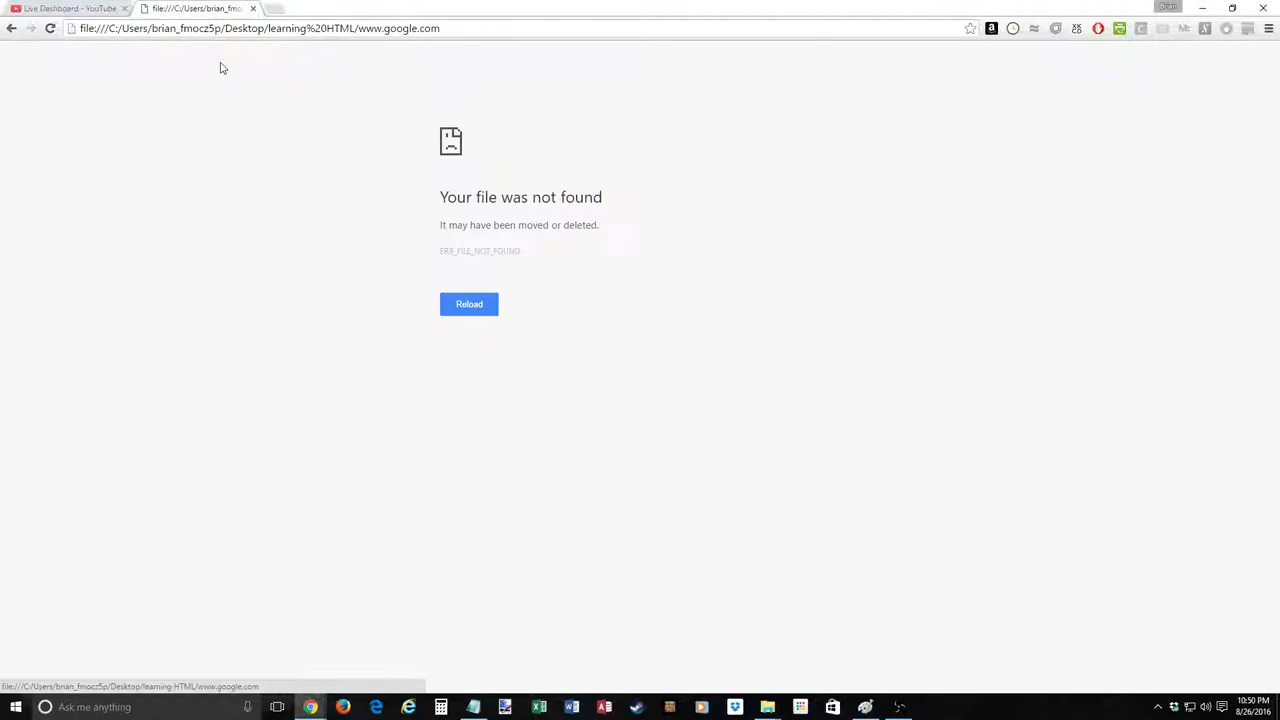 Live Dashboard - YouTube
file:///C:/Users/brian_fmo
Brian
file:///C:/Users/brian_fmocz5p/Desktop/learning%20HTML/www.google.com
Your file was not found
It may have been moved or deleted.
ERR_FILE_NOT_FOUND
Reload
file:///C:/Users/brian_fmocz5p/Desktop/learning HTML/www.google.com
Ask me anything
10:50 PM
8/26/2016